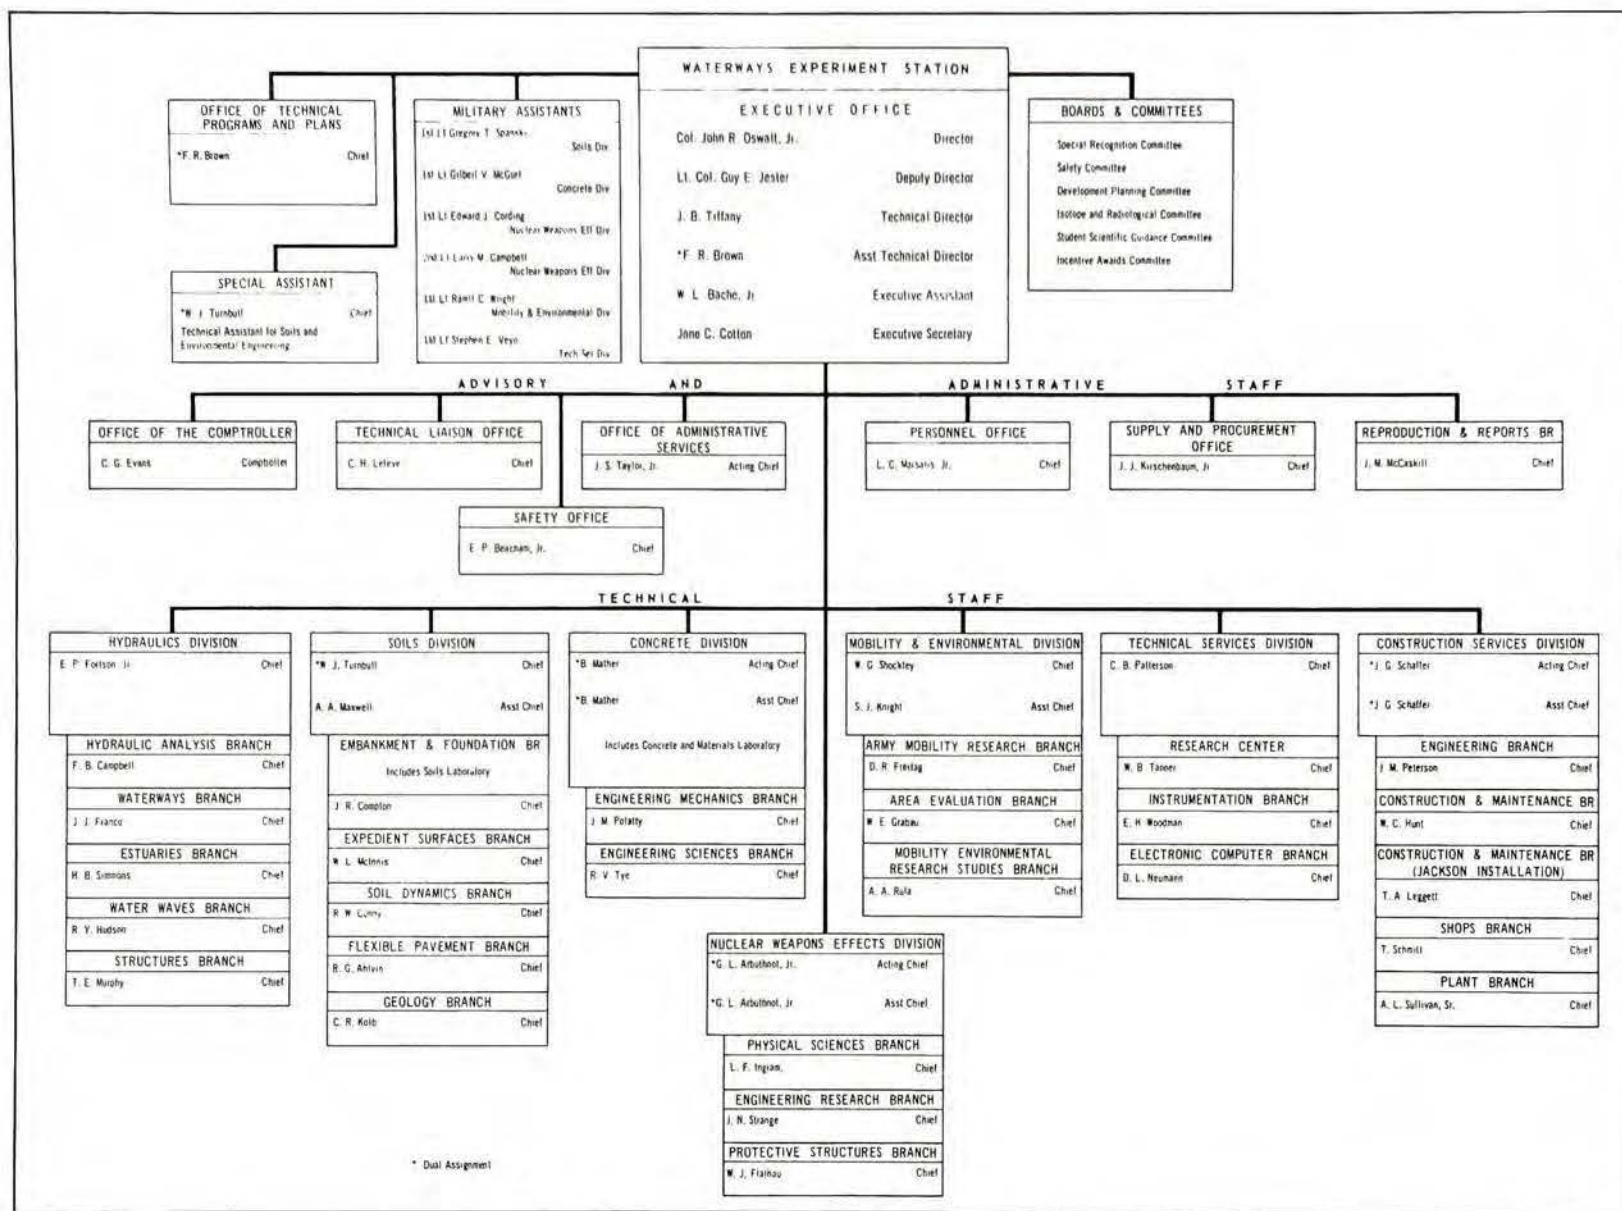 WATERWAYS EXPERIMENT STATION
EXECUTIVE OFFICE
Col. John R. Oswalt, Jr. Director
Lt. Col. Guy E. Jester Deputy Director
J. B. Tiffany Technical Director
*F. R. Brown Asst Technical Director
W. L. Bache, Jr. Executive Assistant
Jane C. Cotton Executive Secretary
OFFICE OF TECHNICAL
PROGRAMS AND PLANS
*F. R. Brown Chief
SPECIAL ASSISTANT
*W. J. Turnbull Chief
Technical Assistant for Soils and
Environmental Engineering
MILITARY ASSISTANTS
1st Lt Gregory T.
Soils Div
1st Lt Gilbert V.
Concrete Div
1st Lt Edward J. Cording
Nuclear Weapons Eff Div
2nd Lt Larry M. Campbell
Nuclear Weapons Eff Div
1st Lt C. Wright
Mobility & Environmental Div
1st Lt Stephen E. Veyo
Tech Ser Div
BOARDS & COMMITTEES
Special Recognition Committee
Safety Committee
Development Planning Committee
Isotope and Radiological Committee
Student Scientific Guidance Committee
Incentive Awards Committee
ADVISORY AND ADMINISTRATIVE STAFF
OFFICE OF THE COMPTROLLER
C. G. Evans Comptroller
TECHNICAL LIAISON OFFICE
C. H. Chief
OFFICE OF ADMINISTRATIVE
SERVICES
J. S. Taylor, Jr. Acting Chief
PERSONNEL OFFICE
L. C. Jr. Chief
SUPPLY AND PROCUREMENT
OFFICE
J. J. Kirschenbaum, Jr Chief
REPRODUCTION & REPORTS BR
J. M. McCaskill Chief
SAFETY OFFICE
E. P. Beacham, Jr. Chief
TECHNICAL STAFF
HYDRAULICS DIVISION
E. P. Fortson Jr Chief
HYDRAULIC ANALYSIS BRANCH
F. B. Campbell Chief
WATERWAYS BRANCH
J. J. Franco Chief
ESTUARIES BRANCH
H. B. Simmons Chief
WATER WAVES BRANCH
R. Y. Hudson Chief
STRUCTURES BRANCH
T. E. Murphy Chief
SOILS DIVISION
*W. J. Turnbull Chief
A. A. Maxwell Asst Chief
EMBANKMENT & FOUNDATION BR
Includes Soils Laboratory
J. R. Compton Chief
EXPEDIENT SURFACES BRANCH
W. L. McInnis Chief
SOIL DYNAMICS BRANCH
R. W. Cunny Chief
FLEXIBLE PAVEMENT BRANCH
R. G. Ahlvin Chief
GEOLOGY BRANCH
C. R. Kolb Chief
CONCRETE DIVISION
*B. Mather Acting Chief
*B. Mather Asst Chief
Includes Concrete and Materials Laboratory
ENGINEERING MECHANICS BRANCH
J. M. Polatty Chief
ENGINEERING SCIENCES BRANCH
R. V. Tye Chief
NUCLEAR WEAPONS EFFECTS DIVISION
*G. L. Arbuthnot, Jr. Acting Chief
*G. L. Arbuthnot, Jr Asst Chief
PHYSICAL SCIENCES BRANCH
L. F. Ingram, Chief
ENGINEERING RESEARCH BRANCH
J. N. Strange Chief
PROTECTIVE STRUCTURES BRANCH
W. J. Flathau Chief
MOBILITY & ENVIRONMENTAL DIVISION
W. G. Shockley Chief
S. J. Knight Asst Chief
ARMY MOBILITY RESEARCH BRANCH
D. R. Freitag Chief
AREA EVALUATION BRANCH
W. E. Grabau Chief
MOBILITY ENVIRONMENTAL
RESEARCH STUDIES BRANCH
A. A. Rula Chief
TECHNICAL SERVICES DIVISION
C. B. Patterson Chief
RESEARCH CENTER
W. B. Tanner Chief
INSTRUMENTATION BRANCH
E. H. Woodman Chief
ELECTRONIC COMPUTER BRANCH
D. L. Neumann Chief
CONSTRUCTION SERVICES DIVISION
*J. G. Schaffer Acting Chief
*J. G. Schaffer Asst Chief
ENGINEERING BRANCH
J. M. Peterson Chief
CONSTRUCTION & MAINTENANCE BR
W. C. Hunt Chief
CONSTRUCTION & MAINTENANCE BR
(JACKSON INSTALLATION)
T. A. Leggett Chief
SHOPS BRANCH
T. Schmitt Chief
PLANT BRANCH
A. L. Sullivan, Sr. Chief
* Dual Assignment